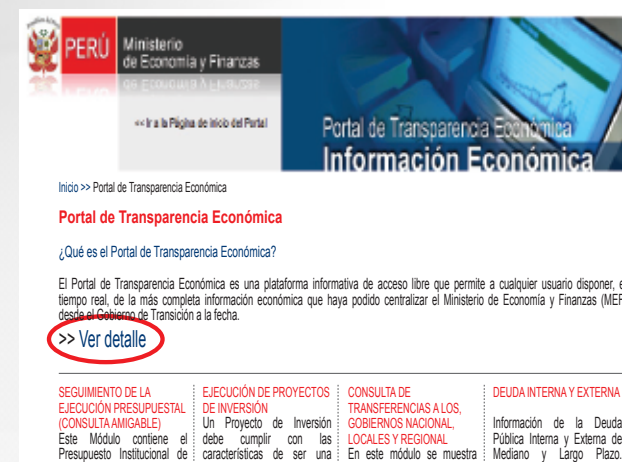 PERÚ
Ministerio
de Economía y Finanzas
<< Ir a la Página de inicio del Portal
Portal de Transparencia Económica
Información Económica
Inicio >> Portal de Transparencia Económica
Portal de Transparencia Económica
¿Qué es el Portal de Transparencia Económica?
El Portal de Transparencia Económica es una plataforma informativa de acceso libre que permite a cualquier usuario disponer, e
tiempo real, de la más completa información económica que haya podido centralizar el Ministerio de Economía y Finanzas (MEF
desde el Gobierno de Transición a la fecha.
>> Ver detalle
SEGUIMIENTO DE LA
EJECUCIÓN PRESUPUESTAL
(CONSULTA AMIGABLE)
Este Módulo contiene el
Presupuesto Institucional de
EJECUCIÓN DE PROYECTOS
DE INVERSIÓN
Un Proyecto de Inversión
debe cumplir con las
características de ser una
CONSULTA DE
TRANSFERENCIAS A LOS,
GOBIERNOS NACIONAL,
LOCALES Y REGIONAL
En este módulo se muestra
DEUDA INTERNA Y EXTERNA
Información de la Deuda
Pública Interna y Externa de
Mediano y Largo Plazo.